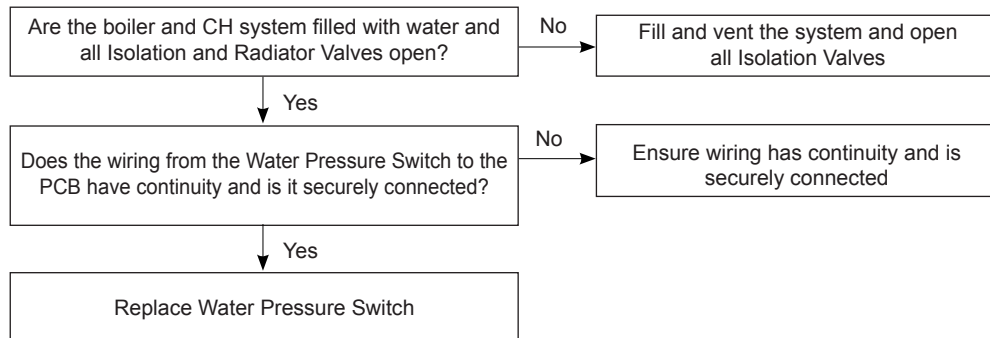 Are the boiler and CH system filled with water and
all Isolation and Radiator Valves open?
No
Fill and vent the system and open
all Isolation Valves
Yes
Does the wiring from the Water Pressure Switch to the
PCB have continuity and is it securely connected?
No
Ensure wiring has continuity and is
securely connected
Yes
Replace Water Pressure Switch